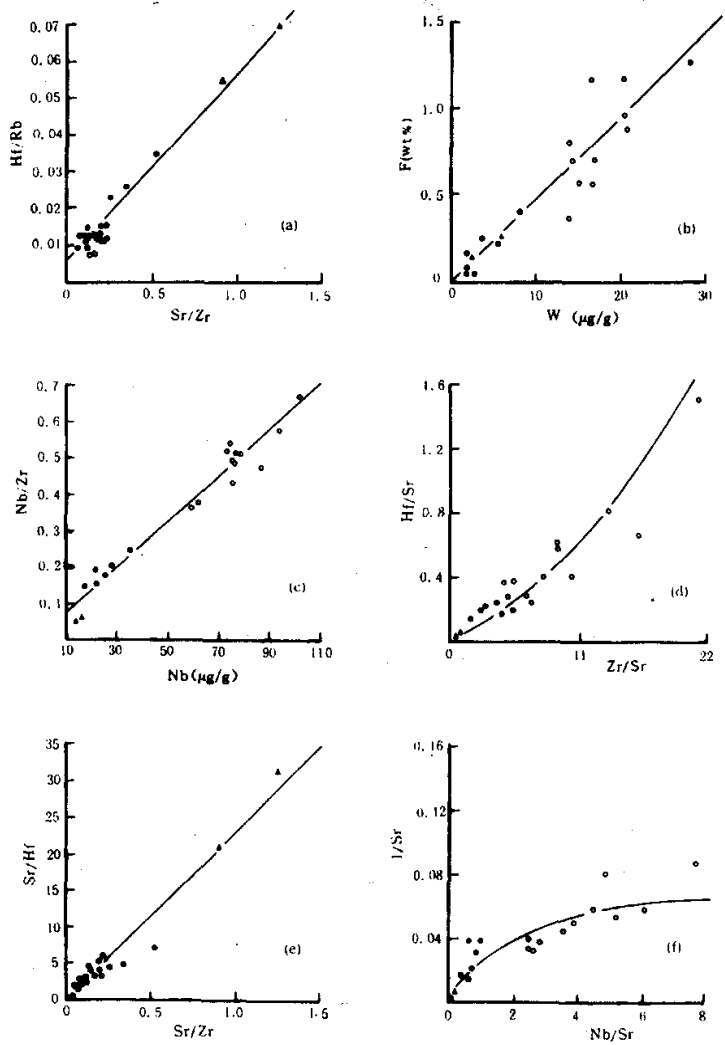 Hf/Rb
0.07
0.06
0.05
0.04
0.03
0.02
0.01
0 0.5 1.0 1.5
Sr/Zr
(a)
F(wt%)
1.5
1.0
0.5
0
0 10 20 30
W (μg/g)
(b)
Nb/Zr
0.7
0.6
0.5
0.4
0.3
0.2
0.1
10 30 50 70 90 110
Nb(μg/g)
(c)
Hf/Sr
1.6
1.2
0.8
0.4
0 11 22
Zr/Sr
(d)
Sr/Hf
35
30
25
20
15
10
5
0
0 0.5 1.0 1.5
Sr/Zr
(e)
1/Sr
0.16
0.12
0.08
0.04
0 2 4 6 8
Nb/Sr
(f)